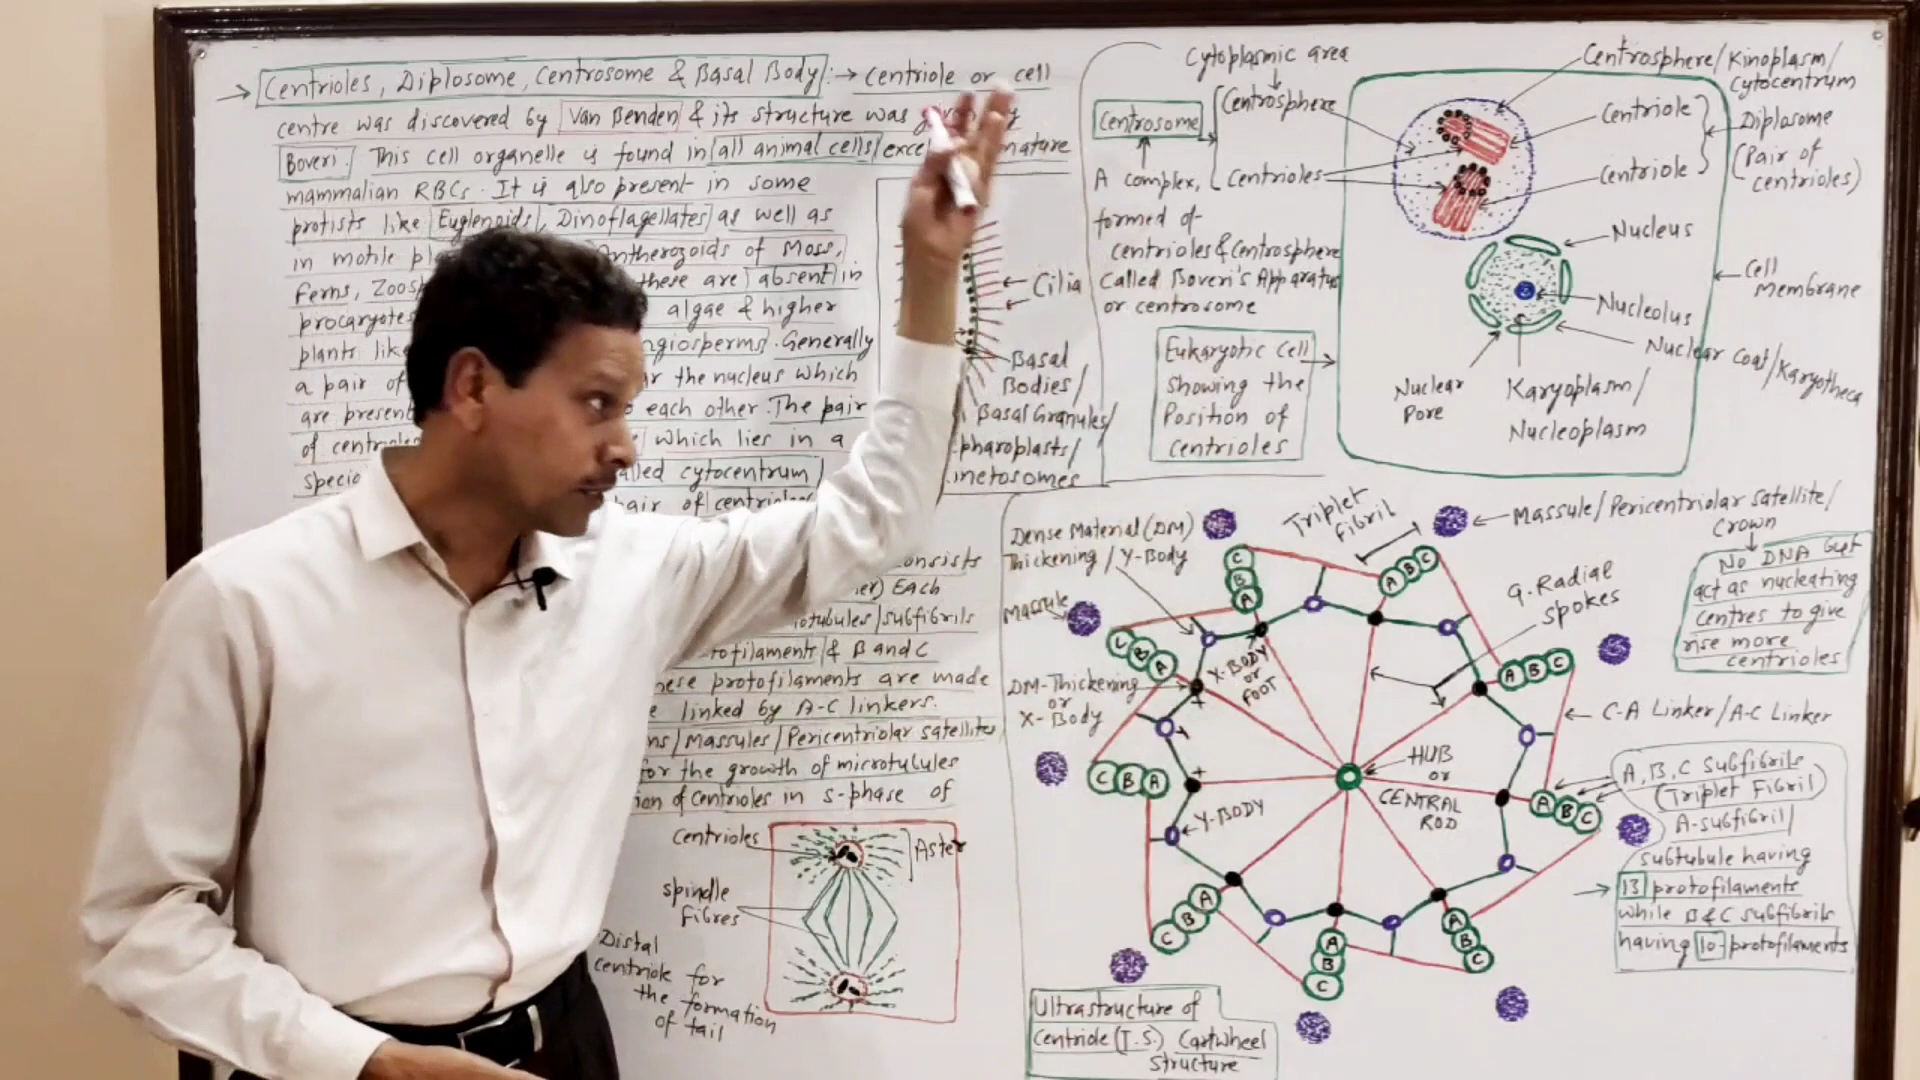 → Centrioles, Diplosome, Centrosome & Basal Body :→ Centriole or cell
centre was discovered by Van Benden & its structure was given by
Boveri. This cell organelle is found in all animal cells mature
mammalian RBCs. It is also present in some
protists like Euglenoids, Dinoflagellates as well as
in motile Antherozoids of Moss,
Ferns, these are absent in
procaryotes algae & higher
plants like Angiosperms. Generally
a pair of the nucleus which
are present each other. The pair
of centrioles which lies in a
called cytocentrum/
pair of centrioles
consists
Each
subfibrils
& B and C
These protofilaments are made
linked by A-C linkers.
/Massules/Pericentriolar satellites
for the growth of microtubules
of centrioles in S-phase of
Cilia
Basal
Bodies/
Basal Granules/
Centrioles
Aster
spindle
Fibres
Distal
centriole for
the formation
of tail
Cytoplasmic area
Centrosome
Centrosphere
Centrioles
A complex,
formed of
centrioles & Centrosphere
Called Boveri's Apparatus
or centrosome
Eukaryotic Cell
showing the
Position of
centrioles
Centrosphere/Kinoplasm/
Cytocentrum
Centriole
Centriole
Diplosome
(Pair of
centrioles)
Nucleus
Cell
Membrane
Nucleolus
Nuclear Coat/Karyotheca
Nuclear
Pore
Karyoplasm/
Nucleoplasm
Dense Material (DM)
Thickening / Y-Body
Triplet
fibril
Massule/Pericentriolar satellite/
Crown
No DNA but
act as nucleating
centres to give
rise more
centrioles
Massule
9. Radial
spokes
C
B
A
A B C
C B A
A B C
X-BODY
or
FOOT
DM-Thickening
or
X-Body
C-A Linker/A-C Linker
C B A
HUB
or
CENTRAL
ROD
A B C
Y-BODY
A, B, C subfibrils
(Triplet Fibril)
A-subfibril/
subtubule having
13 protofilaments
while B & C subfibrils
having 10 protofilaments
C B A
A
B
C
A
B
C
Ultrastructure of
Centriole (T.S.) Cartwheel
Structure